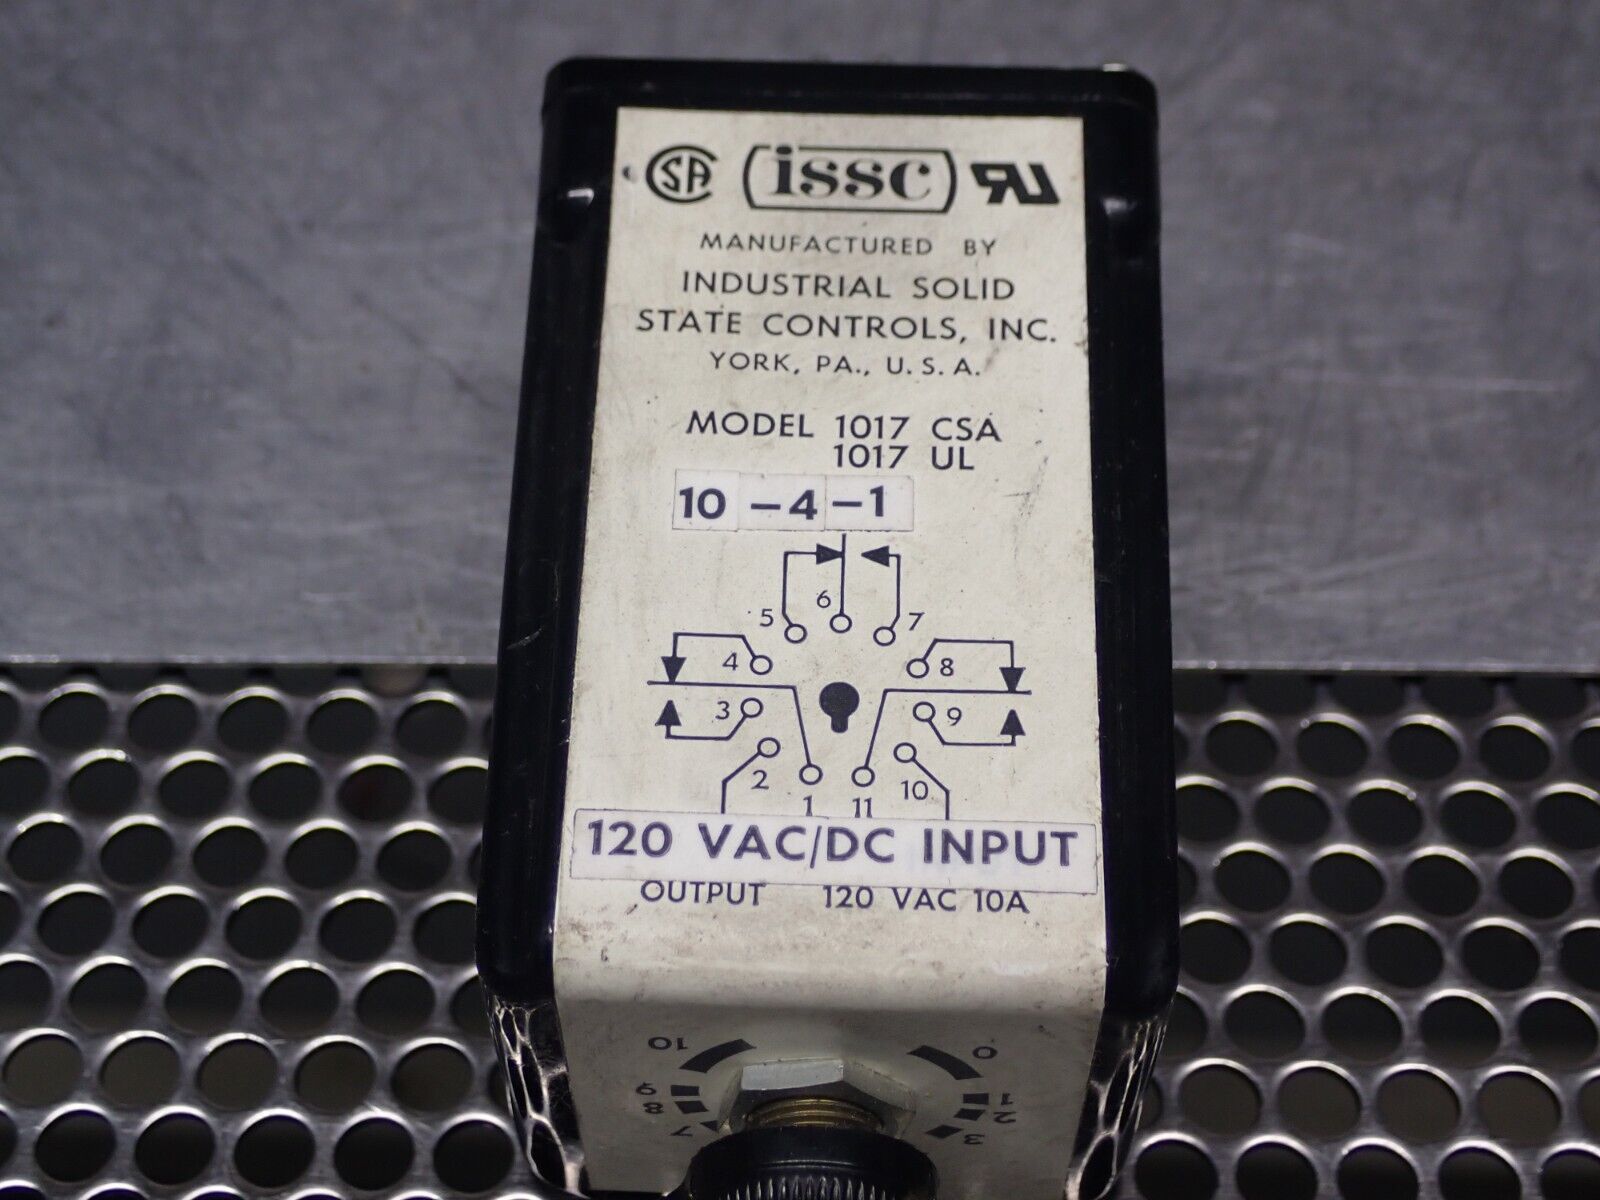 CSA issc RU
MANUFACTURED BY
INDUSTRIAL SOLID
STATE CONTROLS, INC.
YORK, PA., U.S.A.
MODEL 1017 CSA
1017 UL
10 -4 -1
6
5 7
4 8
3 9
2 10
1 11
120 VAC/DC INPUT
OUTPUT 120 VAC 10A
10 0
9 1
8 2
7 3